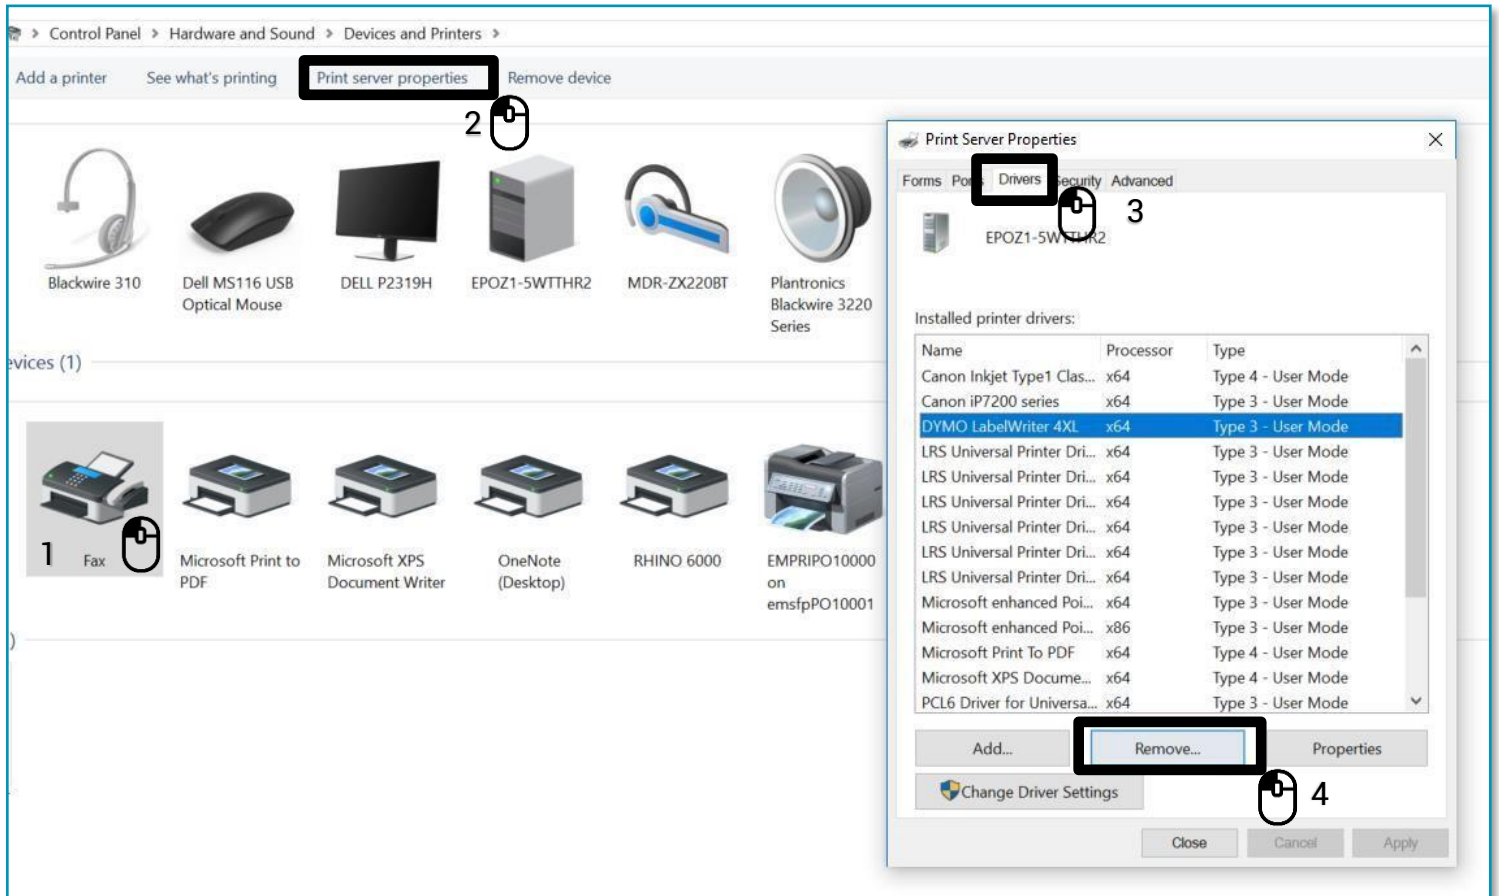 Control Panel > Hardware and Sound > Devices and Printers >
Add a printer See what's printing Print server properties Remove device
2
Blackwire 310
Dell MS116 USB
Optical Mouse
DELL P2319H
EPOZ1-5WTTHR2
MDR-ZX220BT
Plantronics
Blackwire 3220
Series
evices (1)
1
Fax
Microsoft Print to
PDF
Microsoft XPS
Document Writer
OneNote
(Desktop)
RHINO 6000
EMPRIPO10000
on
emsfpPO10001
)
Print Server Properties
Forms Po Drivers Security Advanced
3
EPOZ1-5WTTHR2
Installed printer drivers:
Name Processor Type
Canon Inkjet Type1 Clas... x64 Type 4 - User Mode
Canon iP7200 series x64 Type 3 - User Mode
DYMO LabelWriter 4XL x64 Type 3 - User Mode
LRS Universal Printer Dri... x64 Type 3 - User Mode
LRS Universal Printer Dri... x64 Type 3 - User Mode
LRS Universal Printer Dri... x64 Type 3 - User Mode
LRS Universal Printer Dri... x64 Type 3 - User Mode
LRS Universal Printer Dri... x64 Type 3 - User Mode
LRS Universal Printer Dri... x64 Type 3 - User Mode
Microsoft enhanced Poi... x64 Type 3 - User Mode
Microsoft enhanced Poi... x86 Type 3 - User Mode
Microsoft Print To PDF x64 Type 4 - User Mode
Microsoft XPS Docume... x64 Type 4 - User Mode
PCL6 Driver for Universa... x64 Type 3 - User Mode
Add... Remove... Properties
Change Driver Settings
4
Close Cancel Apply